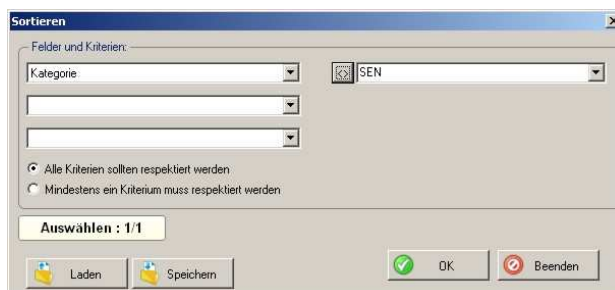 Sortieren
Felder und Kriterien:
Kategorie <> SEN
Alle Kriterien sollten respektiert werden
Mindestens ein Kriterium muss respektiert werden
Auswählen : 1/1
Laden Speichern OK Beenden